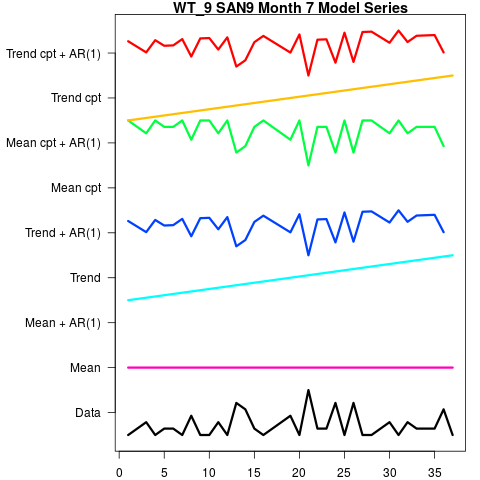 WT_9 SAN9 Month 7 Model Series
Trend cpt + AR(1)
Trend cpt
Mean cpt + AR(1)
Mean cpt
Trend + AR(1)
Trend
Mean + AR(1)
Mean
Data
0 5 10 15 20 25 30 35